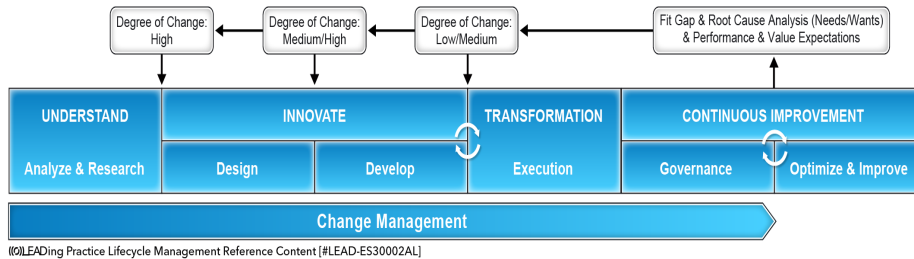 Degree of Change:
High
Degree of Change:
Medium/High
Degree of Change:
Low/Medium
Fit Gap & Root Cause Analysis (Needs/Wants)
& Performance & Value Expectations
UNDERSTAND
INNOVATE
TRANSFORMATION
CONTINUOUS IMPROVEMENT
Analyze & Research
Design
Develop
Execution
Governance
Optimize & Improve
Change Management
LEADing Practice Lifecycle Management Reference Content [#LEAD-ES30002AL]